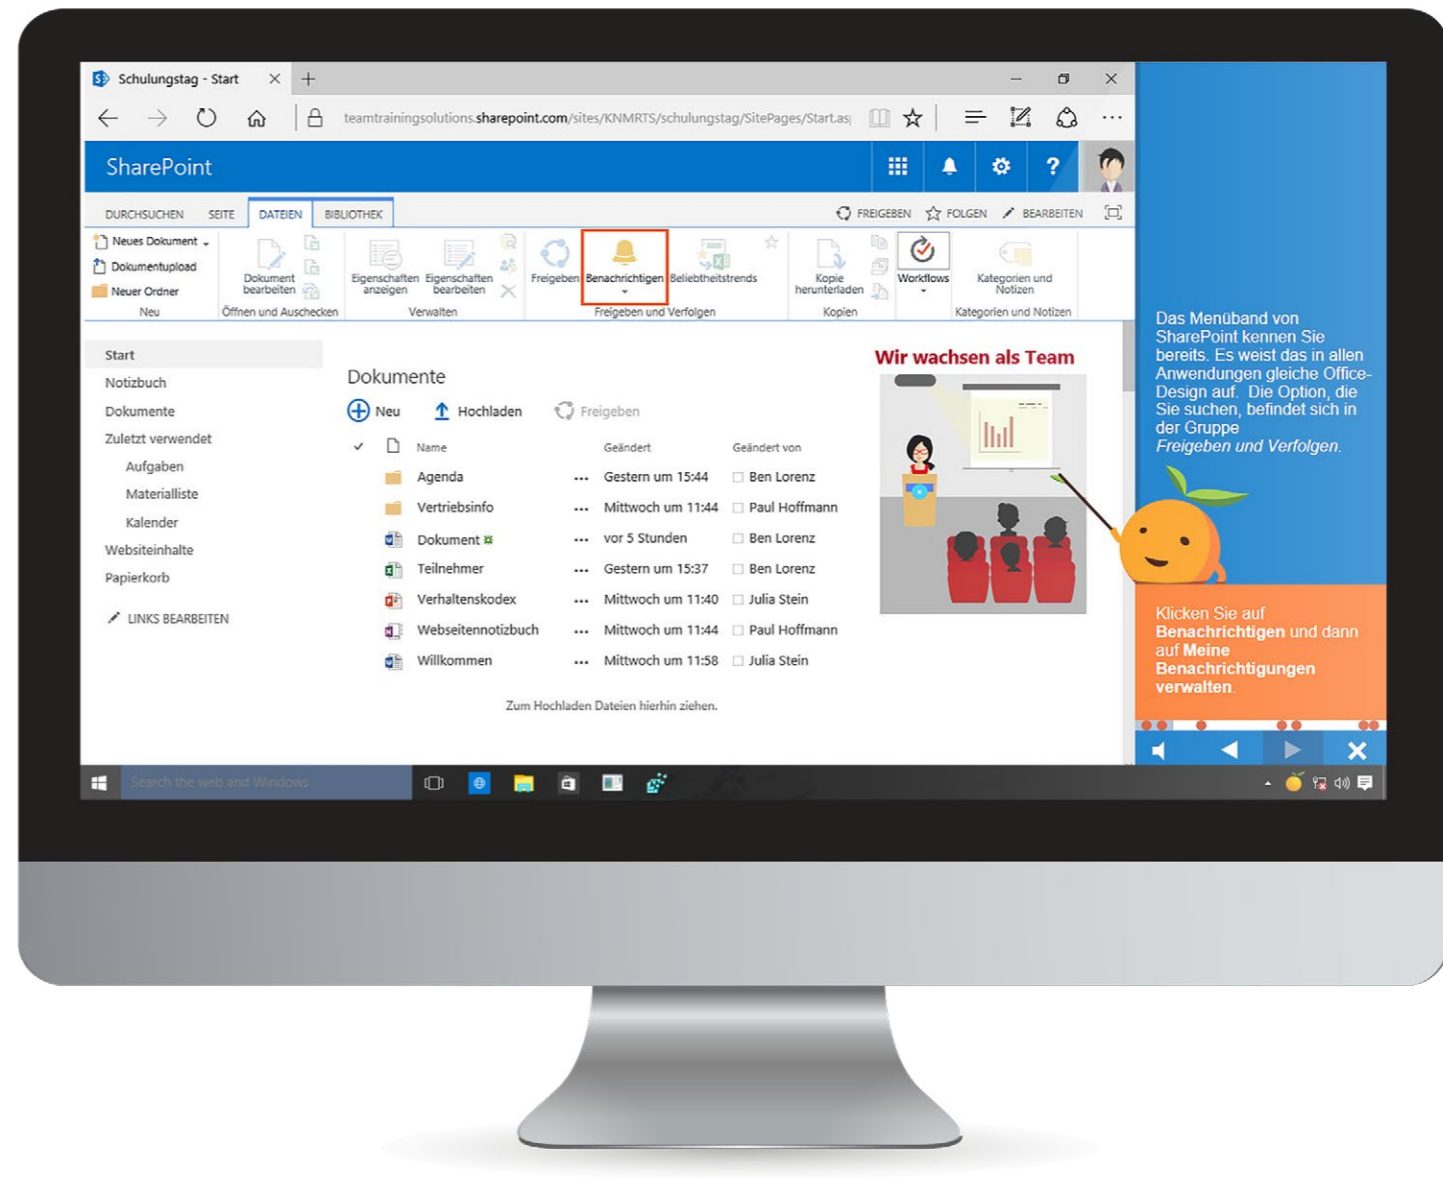 Schulungstag - Start
teamtrainingsolutions.sharepoint.com/sites/KNMRTS/schulungstag/SitePages/Start.as
SharePoint
?
DURCHSUCHEN SEITE DATEIEN BIBLIOTHEK FREIGEBEN FOLGEN BEARBEITEN
Neues Dokument
Dokumentupload
Neuer Ordner
Neu
Dokument
bearbeiten
Öffnen und Auschecken
Eigenschaften
anzeigen
Eigenschaften
bearbeiten
Verwalten
Freigeben
Benachrichtigen
Beliebtheitstrends
Freigeben und Verfolgen
Kopie
herunterladen
Kopien
Workflows
Kategorien und
Notizen
Kategorien und Notizen
Start
Notizbuch
Dokumente
Zuletzt verwendet
Aufgaben
Materialliste
Kalender
Websiteinhalte
Papierkorb
LINKS BEARBEITEN
Dokumente
Neu Hochladen Freigeben
Name Geändert Geändert von
Agenda ... Gestern um 15:44 Ben Lorenz
Vertriebsinfo ... Mittwoch um 11:44 Paul Hoffmann
Dokument ... vor 5 Stunden Ben Lorenz
Teilnehmer ... Gestern um 15:37 Ben Lorenz
Verhaltenskodex ... Mittwoch um 11:40 Julia Stein
Webseitennotizbuch ... Mittwoch um 11:44 Paul Hoffmann
Willkommen ... Mittwoch um 11:58 Julia Stein
Zum Hochladen Dateien hierhin ziehen.
Wir wachsen als Team
Das Menüband von
SharePoint kennen Sie
bereits. Es weist das in allen
Anwendungen gleiche Office-
Design auf. Die Option, die
Sie suchen, befindet sich in
der Gruppe
Freigeben und Verfolgen.
Klicken Sie auf
Benachrichtigen und dann
auf Meine
Benachrichtigungen
verwalten.
Search the web and Windows